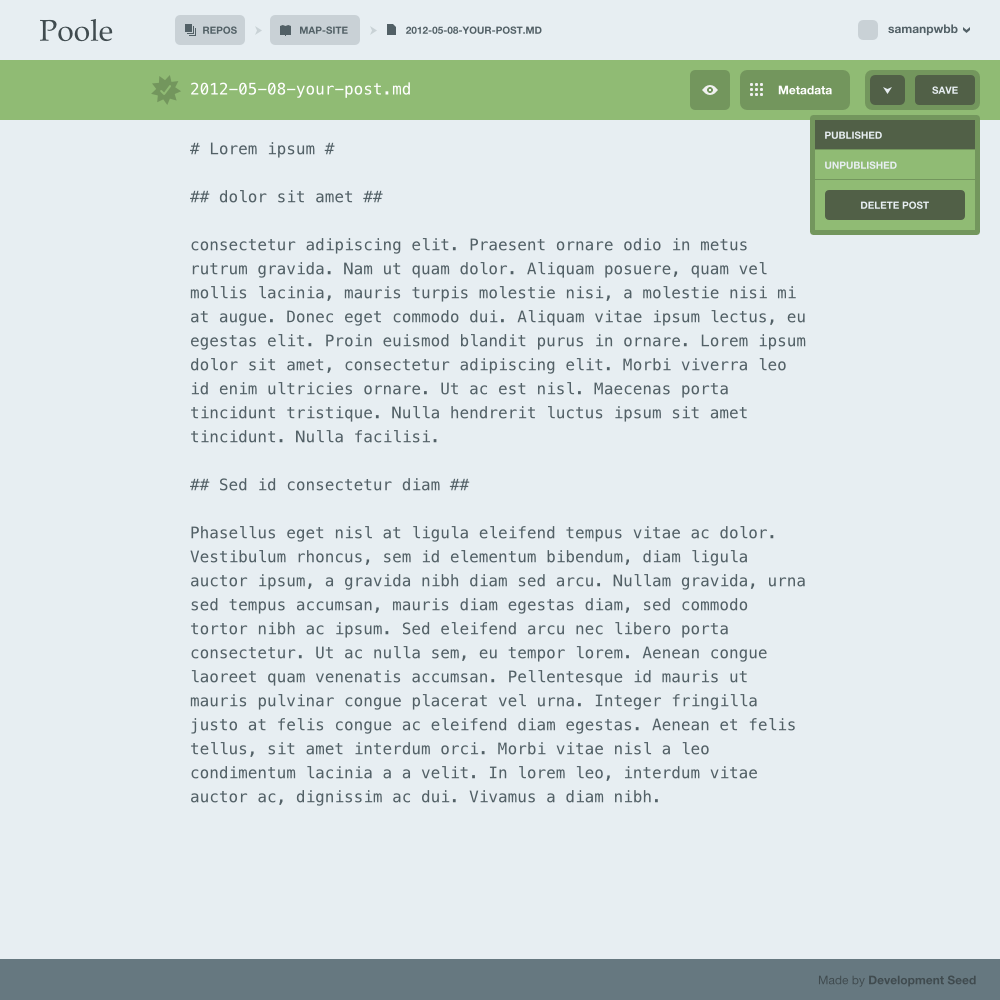 Poole
REPOS
MAP-SITE
2012-05-08-YOUR-POST.MD
samanpwbb
2012-05-08-your-post.md
Metadata
SAVE
PUBLISHED
UNPUBLISHED
DELETE POST
# Lorem ipsum #
## dolor sit amet ##
consectetur adipiscing elit. Praesent ornare odio in metus
rutrum gravida. Nam ut quam dolor. Aliquam posuere, quam vel
mollis lacinia, mauris turpis molestie nisi, a molestie nisi mi
at augue. Donec eget commodo dui. Aliquam vitae ipsum lectus, eu
egestas elit. Proin euismod blandit purus in ornare. Lorem ipsum
dolor sit amet, consectetur adipiscing elit. Morbi viverra leo
id enim ultricies ornare. Ut ac est nisl. Maecenas porta
tincidunt tristique. Nulla hendrerit luctus ipsum sit amet
tincidunt. Nulla facilisi.
## Sed id consectetur diam ##
Phasellus eget nisl at ligula eleifend tempus vitae ac dolor.
Vestibulum rhoncus, sem id elementum bibendum, diam ligula
auctor ipsum, a gravida nibh diam sed arcu. Nullam gravida, urna
sed tempus accumsan, mauris diam egestas diam, sed commodo
tortor nibh ac ipsum. Sed eleifend arcu nec libero porta
consectetur. Ut ac nulla sem, eu tempor lorem. Aenean congue
laoreet quam venenatis accumsan. Pellentesque id mauris ut
mauris pulvinar congue placerat vel urna. Integer fringilla
justo at felis congue ac eleifend diam egestas. Aenean et felis
tellus, sit amet interdum orci. Morbi vitae nisl a leo
condimentum lacinia a a velit. In lorem leo, interdum vitae
auctor ac, dignissim ac dui. Vivamus a diam nibh.
Made by Development Seed